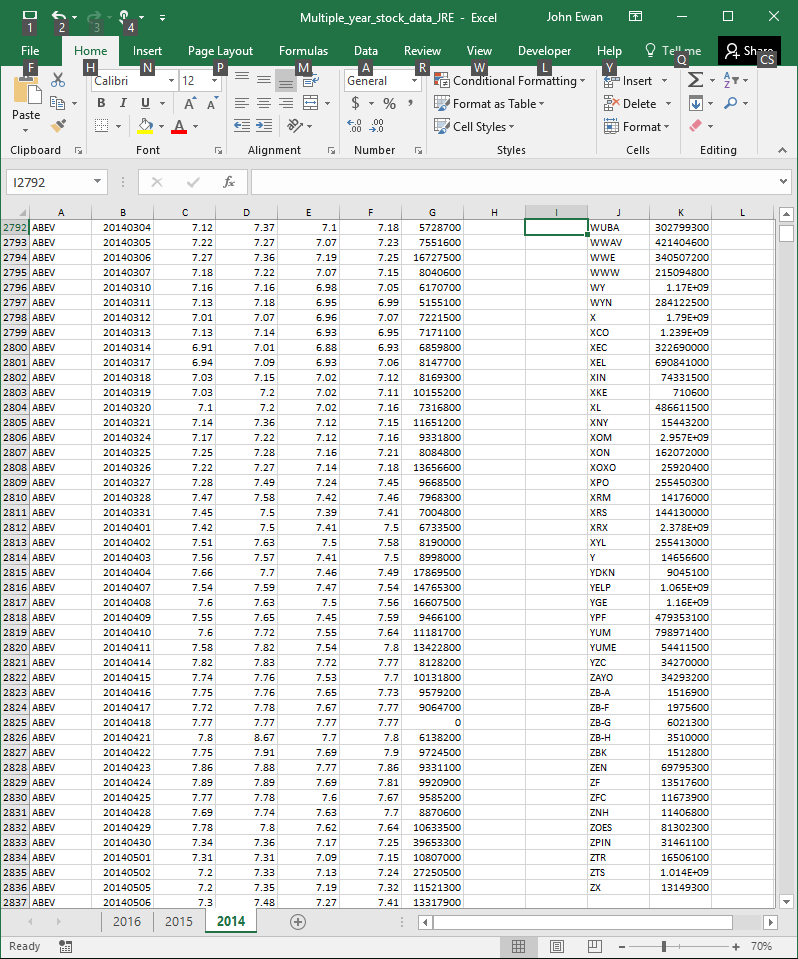 1 2 3 4
Multiple_year_stock_data_JRE - Excel John Ewan
File Home Insert Page Layout Formulas Data Review View Developer Help Tell me Share
F H N P M A R W L Y Q CS
Paste Calibri 12 General Conditional Formatting Insert
B I U A A $ % , Format as Table Delete
A Cell Styles Format
Clipboard Font Alignment Number Styles Cells Editing
I2792 fx
A B C D E F G H I J K L
2792 ABEV 20140304 7.12 7.37 7.1 7.18 5728700 WUBA 302799300
2793 ABEV 20140305 7.22 7.27 7.07 7.23 7551600 WWAV 421404600
2794 ABEV 20140306 7.27 7.36 7.19 7.25 16727500 WWE 340507200
2795 ABEV 20140307 7.18 7.22 7.07 7.15 8040600 WWW 215094800
2796 ABEV 20140310 7.16 7.16 6.98 7.05 6170700 WY 1.17E+09
2797 ABEV 20140311 7.13 7.18 6.95 6.99 5155100 WYN 284122500
2798 ABEV 20140312 7.01 7.07 6.96 7.07 7221500 X 1.79E+09
2799 ABEV 20140313 7.13 7.14 6.93 6.95 7171100 XCO 1.239E+09
2800 ABEV 20140314 6.91 7.01 6.88 6.93 6859800 XEC 322690000
2801 ABEV 20140317 6.94 7.09 6.93 7.06 8147700 XEL 690841000
2802 ABEV 20140318 7.03 7.15 7.02 7.12 8169300 XIN 74331500
2803 ABEV 20140319 7.03 7.2 7.02 7.11 10155200 XKE 710600
2804 ABEV 20140320 7.1 7.2 7.02 7.16 7316800 XL 486611500
2805 ABEV 20140321 7.14 7.36 7.12 7.15 11651200 XNY 15443200
2806 ABEV 20140324 7.17 7.22 7.12 7.16 9331800 XOM 2.957E+09
2807 ABEV 20140325 7.25 7.28 7.16 7.21 8084800 XON 162072000
2808 ABEV 20140326 7.22 7.27 7.14 7.18 13656600 XOXO 25920400
2809 ABEV 20140327 7.28 7.49 7.24 7.45 9668500 XPO 255450300
2810 ABEV 20140328 7.47 7.58 7.42 7.46 7968300 XRM 14176000
2811 ABEV 20140331 7.45 7.5 7.39 7.41 7004800 XRS 144130000
2812 ABEV 20140401 7.42 7.5 7.41 7.5 6733500 XRX 2.378E+09
2813 ABEV 20140402 7.51 7.63 7.5 7.58 8190000 XYL 255413000
2814 ABEV 20140403 7.56 7.57 7.41 7.5 8998000 Y 14656600
2815 ABEV 20140404 7.66 7.7 7.46 7.49 17869500 YDKN 9045100
2816 ABEV 20140407 7.54 7.59 7.47 7.54 14765300 YELP 1.065E+09
2817 ABEV 20140408 7.6 7.63 7.5 7.56 16607500 YGE 1.16E+09
2818 ABEV 20140409 7.55 7.65 7.45 7.59 9466100 YPF 479353100
2819 ABEV 20140410 7.6 7.72 7.55 7.64 11181700 YUM 798971400
2820 ABEV 20140411 7.58 7.82 7.54 7.8 13422800 YUME 54411500
2821 ABEV 20140414 7.82 7.83 7.72 7.77 8128200 YZC 34270000
2822 ABEV 20140415 7.74 7.76 7.53 7.7 10131800 ZAYO 34293200
2823 ABEV 20140416 7.75 7.76 7.65 7.73 9579200 ZB-A 1516900
2824 ABEV 20140417 7.72 7.78 7.67 7.77 9064700 ZB-F 1975600
2825 ABEV 20140418 7.77 7.77 7.77 7.77 0 ZB-G 6021300
2826 ABEV 20140421 7.8 8.67 7.7 7.8 6138200 ZB-H 3510000
2827 ABEV 20140422 7.75 7.91 7.69 7.9 9724500 ZBK 1512800
2828 ABEV 20140423 7.86 7.88 7.77 7.86 9331100 ZEN 69795300
2829 ABEV 20140424 7.89 7.89 7.69 7.81 9920900 ZF 13517600
2830 ABEV 20140425 7.77 7.78 7.6 7.67 9585200 ZFC 11673900
2831 ABEV 20140428 7.69 7.74 7.63 7.7 8870600 ZNH 11406800
2832 ABEV 20140429 7.78 7.8 7.62 7.64 10633500 ZOES 81302300
2833 ABEV 20140430 7.34 7.36 7.17 7.25 39653300 ZPIN 31461100
2834 ABEV 20140501 7.31 7.31 7.09 7.15 10807000 ZTR 16506100
2835 ABEV 20140502 7.2 7.33 7.13 7.24 27250500 ZTS 1.014E+09
2836 ABEV 20140505 7.2 7.35 7.19 7.32 11521300 ZX 13149300
2837 ABEV 20140506 7.3 7.48 7.27 7.41 13317900
2016 2015 2014
Ready 70%